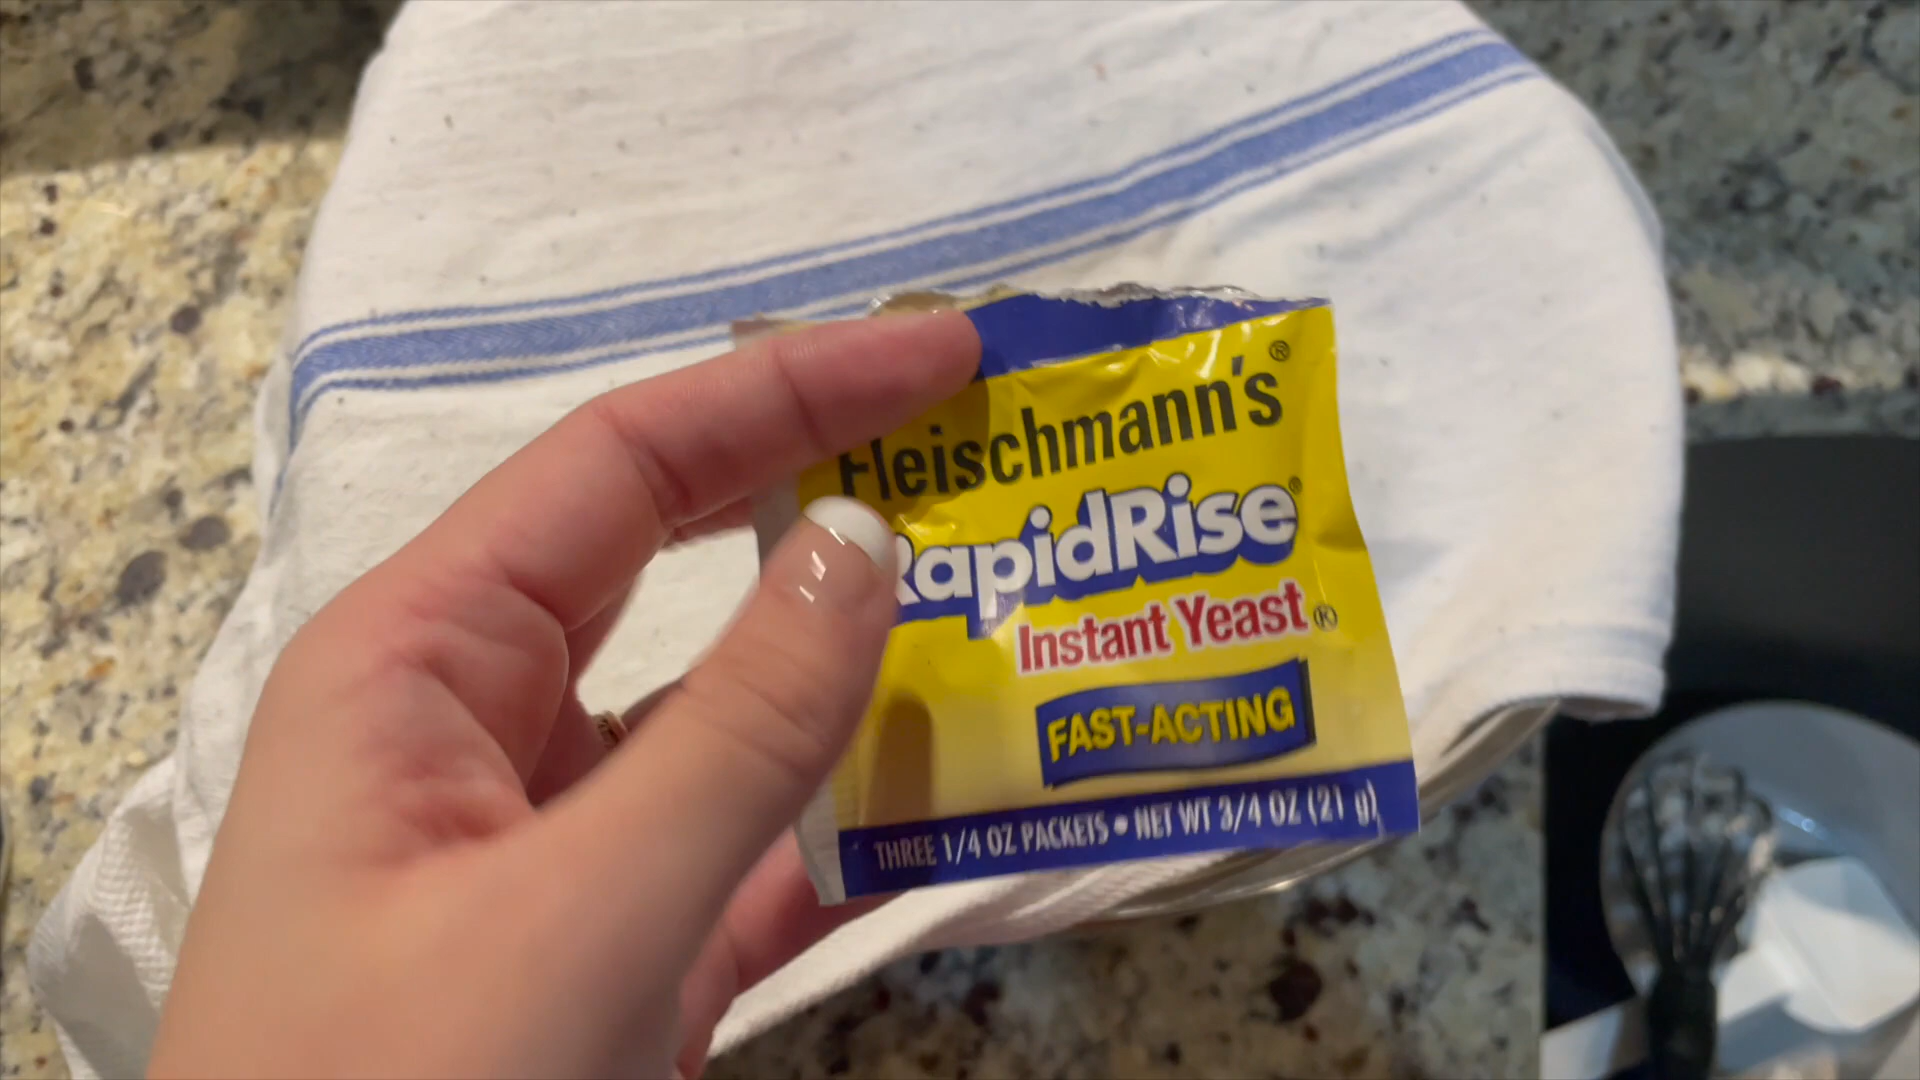 Fleischmann's®
RapidRise®
Instant Yeast Ⓚ
FAST-ACTING
THREE 1/4 OZ PACKETS • NET WT 3/4 OZ (21 g)